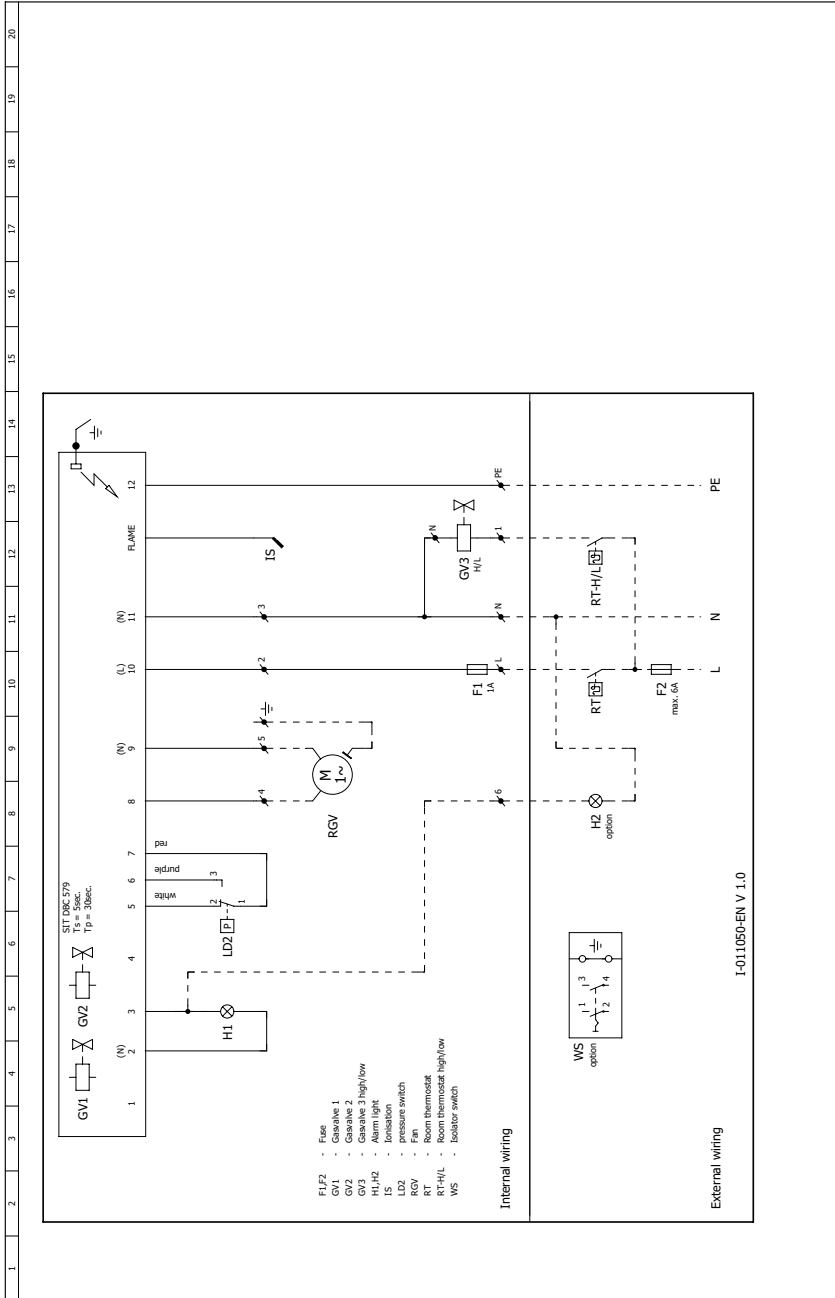 1 2 3 4 5 6 7 8 9 10 11 12 13 14 15 16 17 18 19 20
SIT DBC 579
Ts = 5sec.
Tp = 30sec.
GV1
GV2
(N) (N) (L) (N)
1 2 3 4 5 6 7 8 9 10 11 FLAME 12
white
purple
red
H1
LD2
P
2
3
1
4
5
2
3
M
1~
RGV
IS
F1,F2 - Fuse
GV1 - Gasvalve 1
GV2 - Gasvalve 2
GV3 - Gasvalve 3 high/low
H1,H2 - Alarm light
IS - Ionisation
LD2 - pressure switch
RGV - Fan
RT - Room thermostat
RT-H/L - Room thermostat high/low
WS - Isolator switch
N
GV3
H/L
F1
1A
6
L
N
1
PE
Internal wiring
WS
option
1 3
2 4
H2
option
RT
RT-H/L
F2
max. 6A
L
N
PE
External wiring
I-011050-EN V 1.0